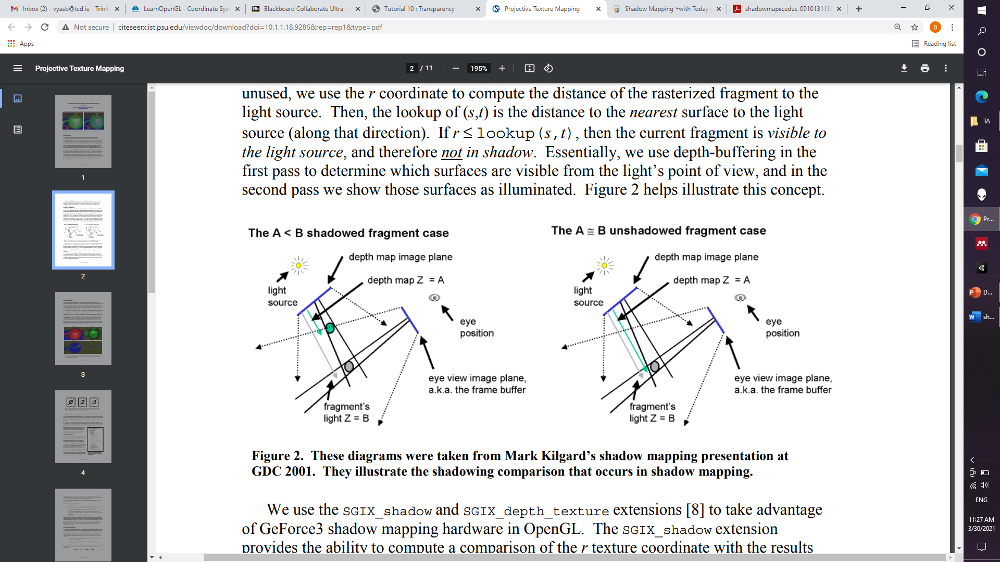 Inbox (2) - vyasb@tcd.ie - Trinit
LearnOpenGL - Coordinate Syst
Blackboard Collaborate Ultra –
Tutorial 10 : Transparency
Projective Texture Mapping
Shadow Mapping with Today's
shadowmapscedec-0910131136
Not secure
citeseerx.ist.psu.edu/viewdoc/download?doi=10.1.1.18.9286&rep=rep1&type=pdf
B
Apps
Reading list
Projective Texture Mapping
2 / 11
195%
unused, we use the r coordinate to compute the distance of the rasterized fragment to the
light source. Then, the lookup of (s,t) is the distance to the nearest surface to the light
source (along that direction). If r ≤ lookup(s,t), then the current fragment is visible to
the light source, and therefore not in shadow. Essentially, we use depth-buffering in the
first pass to determine which surfaces are visible from the light's point of view, and in the
second pass we show those surfaces as illuminated. Figure 2 helps illustrate this concept.
The A < B shadowed fragment case
depth map image plane
depth map Z = A
light
source
eye
position
eye view image plane,
a.k.a. the frame buffer
fragment's
light Z = B
The A ≅ B unshadowed fragment case
depth map image plane
depth map Z = A
light
source
eye
position
eye view image plane,
a.k.a. the frame buffer
fragment's
light Z = B
Figure 2. These diagrams were taken from Mark Kilgard's shadow mapping presentation at
GDC 2001. They illustrate the shadowing comparison that occurs in shadow mapping.
We use the SGIX_shadow and SGIX_depth_texture extensions [8] to take advantage
of GeForce3 shadow mapping hardware in OpenGL. The SGIX_shadow extension
provides the ability to compute a comparison of the r texture coordinate with the results
1
2
3
4
TA
Pr...
D...
sh...
ENG
11:27 AM
3/30/2021